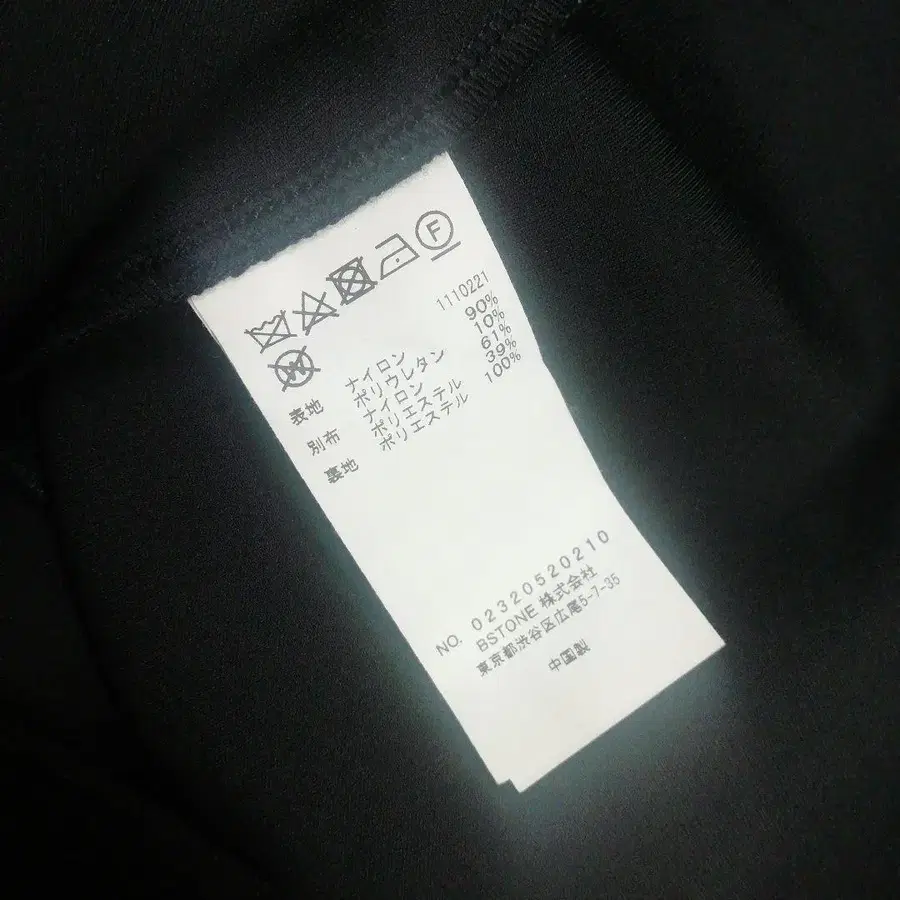 F
1110221
W
表地 ナイロン 90%
ポリウレタン 10%
別布 ナイロン 61%
ポリエステル 39%
裏地 ポリエステル 100%
NO. 02320520210
BSTONE 株式会社
東京都渋谷区広尾5-7-35
中国製